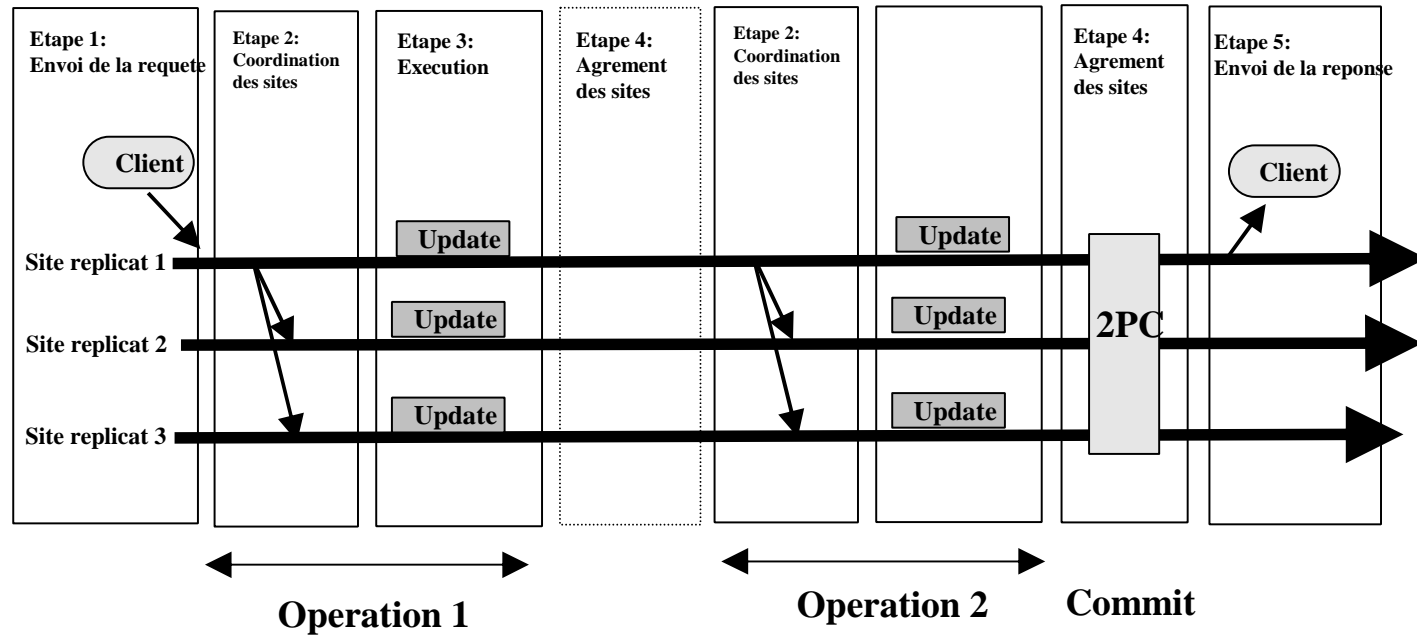 Etape 1:
Envoi de la requete
Etape 2:
Coordination
des sites
Etape 3:
Execution
Etape 4:
Agrement
des sites
Etape 2:
Coordination
des sites
Etape 4:
Agrement
des sites
Etape 5:
Envoi de la reponse
Client
Client
Update
Update
Site replicat 1
Update
Update
2PC
Site replicat 2
Update
Update
Site replicat 3
Operation 1
Operation 2
Commit